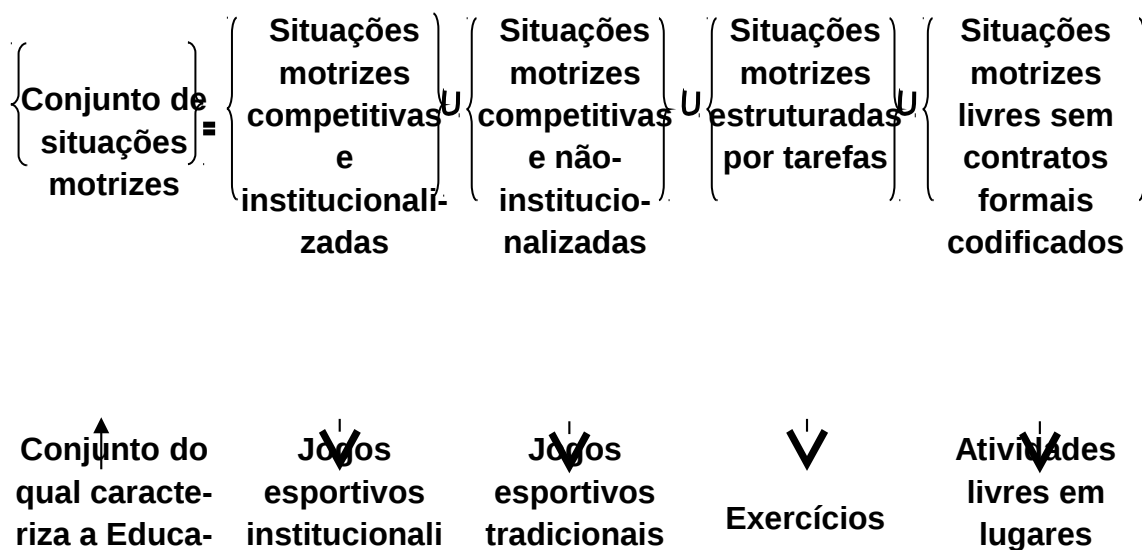 Conjunto de
situações
motrizes
=
Situações
motrizes
competitivas
e
institucionali-
zadas
U
Situações
motrizes
competitivas
e não-
institucio-
nalizadas
U
Situações
motrizes
estruturadas
por tarefas
U
Situações
motrizes
livres sem
contratos
formais
codificados
Conjunto do
qual caracte-
riza a Educa-
Jogos
esportivos
institucionali
Jogos
esportivos
tradicionais
Exercícios
Atividades
livres em
lugares